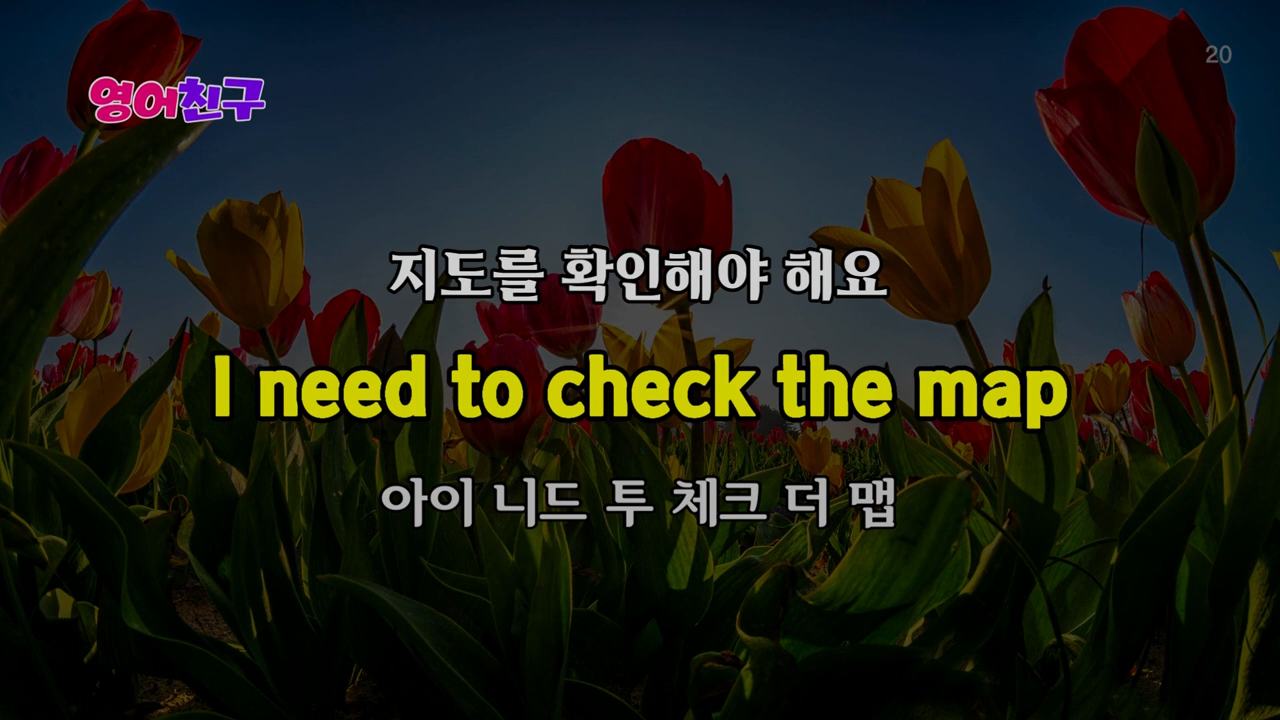 20
영어친구
지도를 확인해야 해요
I need to check the map
아이 니드 투 체크 더 맵